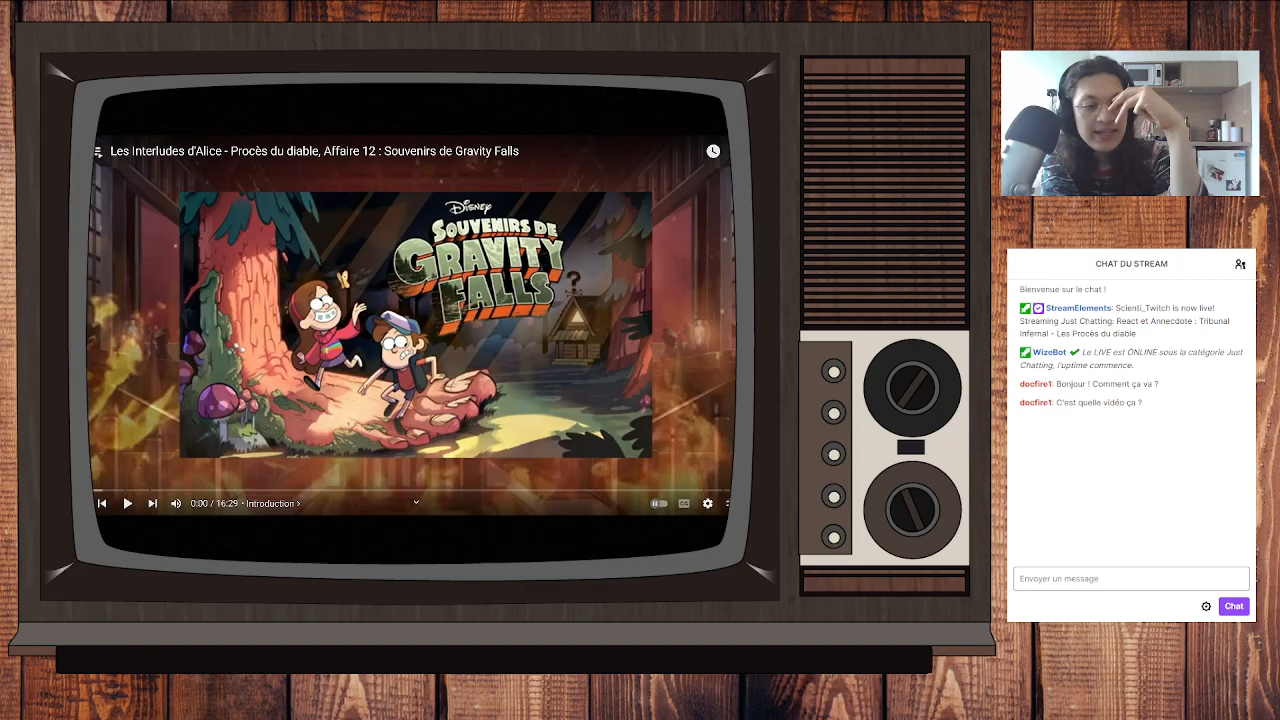 Les Interludes d'Alice - Procès du diable, Affaire 12 : Souvenirs de Gravity Falls
DISNEY
SOUVENIRS DE
GRAVITY
FALLS
?
0:00 / 16:29 • Introduction ›
CHAT DU STREAM
Bienvenue sur le chat !
StreamElements: Scienti_Twitch is now live!
Streaming Just Chatting: React et Annecdote : Tribunal
Infernal - Les Procès du diable
WizeBot Le LIVE est ONLINE sous la catégorie Just
Chatting, l'uptime commence.
docfire1: Bonjour ! Comment ça va ?
docfire1: C'est quelle vidéo ça ?
Envoyer un message
Chat